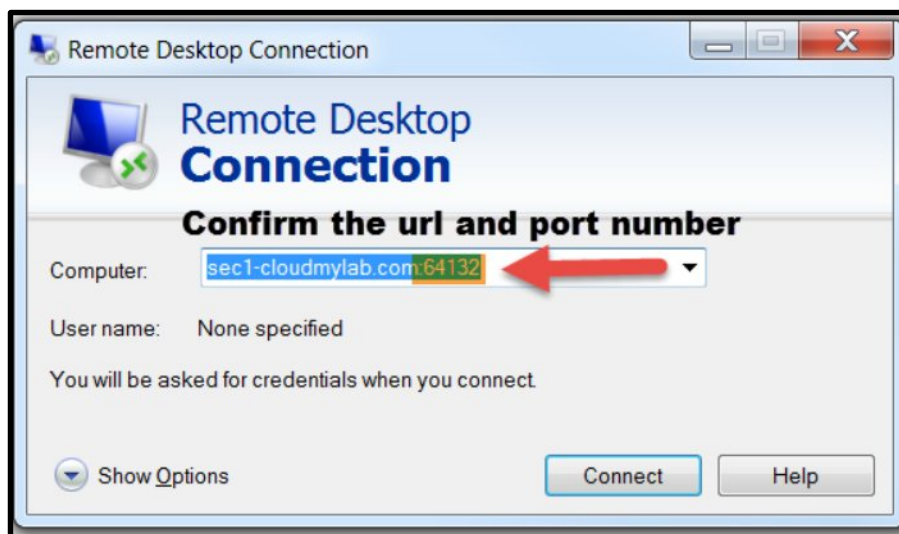 Remote Desktop Connection
Remote Desktop
Connection
Confirm the url and port number
Computer: sec1-cloudmylab.com:64132
User name: None specified
You will be asked for credentials when you connect.
Show Options Connect Help